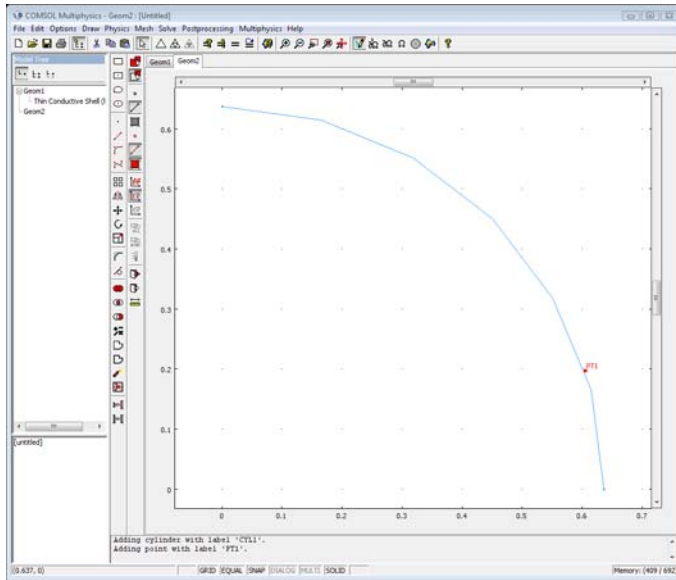 COMSOL Multiphysics - Geom2 : [Untitled]
File Edit Options Draw Physics Mesh Solve Postprocessing Multiphysics Help
Model Tree
Geom1 Geom2
Geom1
Thin Conductive Shell (
Geom2
0.6
0.5
0.4
0.3
PT1
0.2
0.1
[untitled]
0
0 0.1 0.2 0.3 0.4 0.5 0.6 0.7
Adding cylinder with label 'CYL1'.
Adding point with label 'PT1'.
(0.637, 0) GRID EQUAL SNAP DIALOG MULTI SOLID Memory: (409 / 692